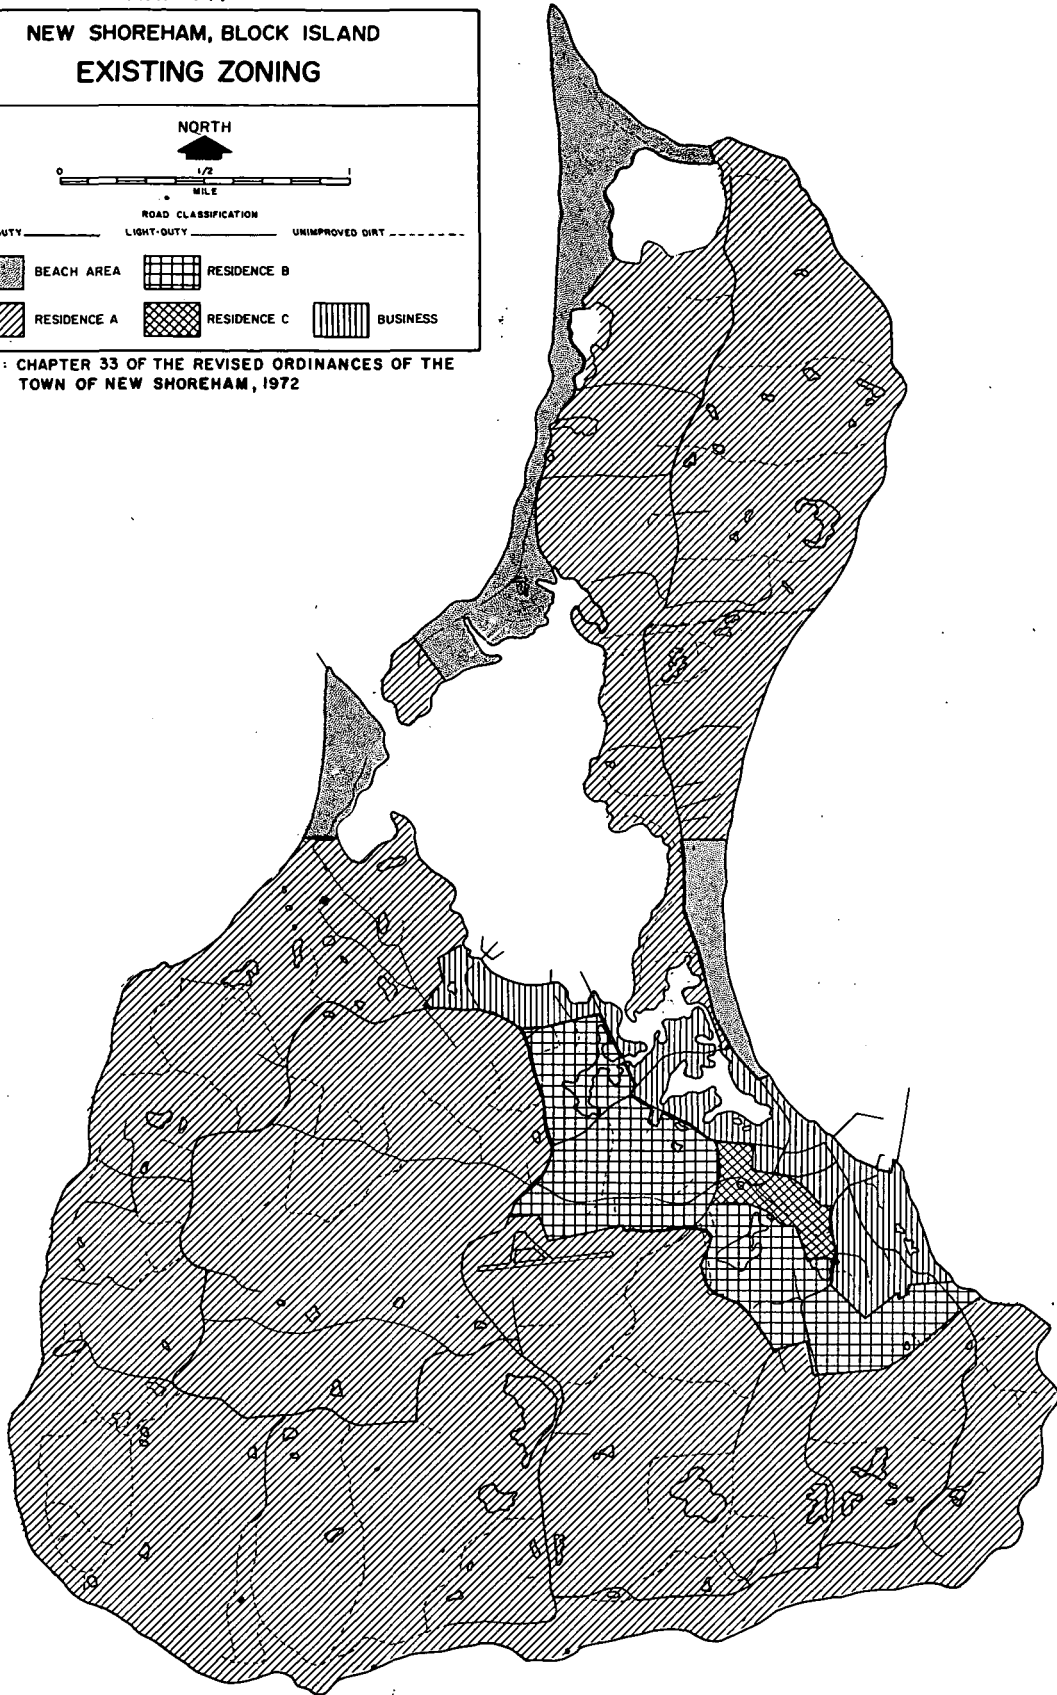 NEW SHOREHAM, BLOCK ISLAND
EXISTING ZONING
NORTH
0 1/2 1
MILE
ROAD CLASSIFICATION
LIGHT-DUTY UNIMPROVED DIRT
BEACH AREA RESIDENCE B
RESIDENCE A RESIDENCE C BUSINESS
: CHAPTER 33 OF THE REVISED ORDINANCES OF THE
TOWN OF NEW SHOREHAM, 1972